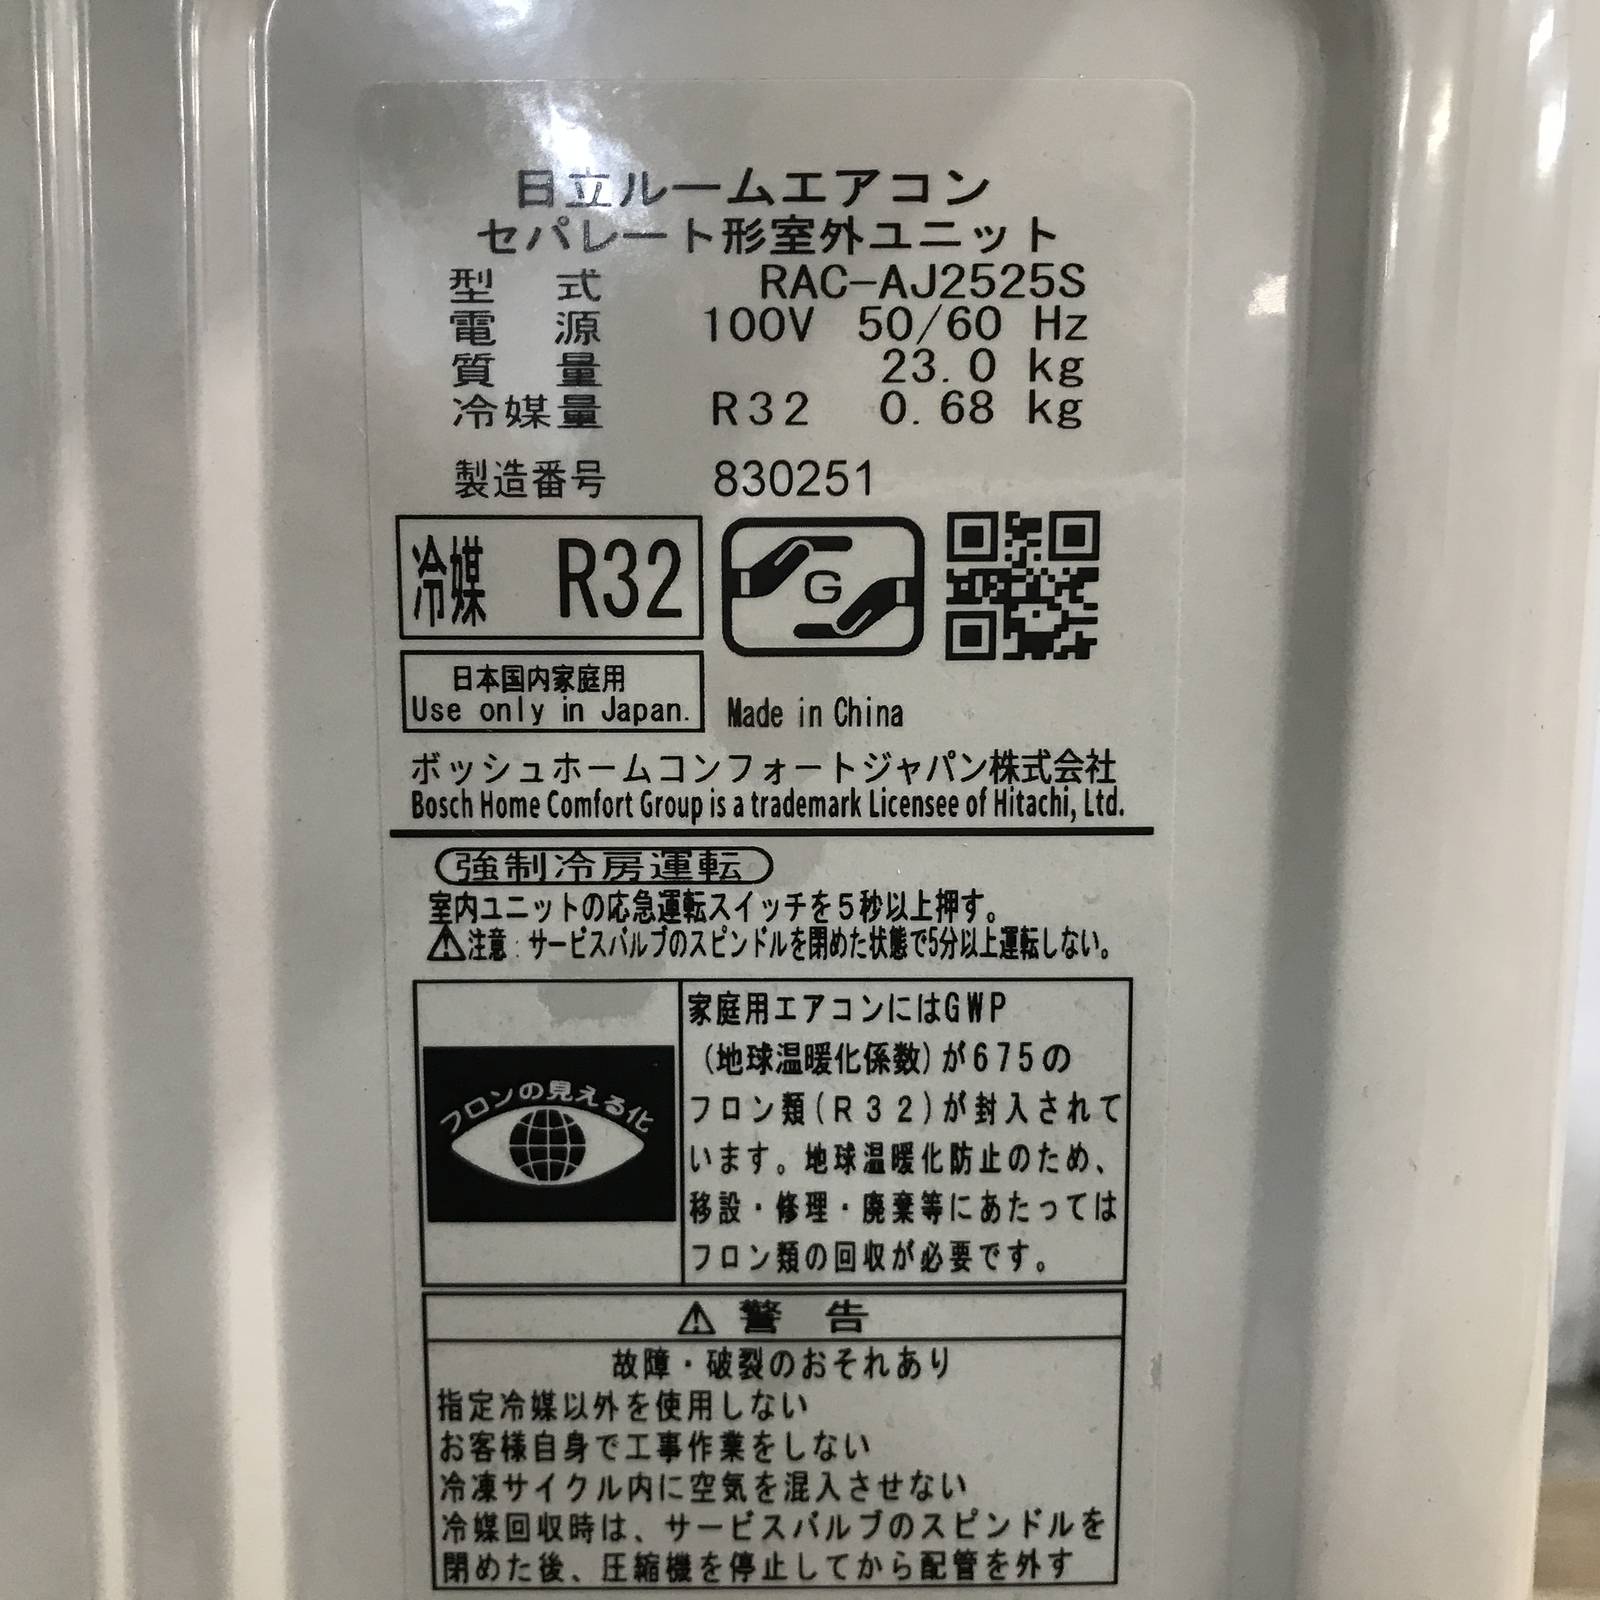 日立ルームエアコン
セパレート形室外ユニット
型式 RAC-AJ2525S
電源 100V 50/60 Hz
質量 23.0 kg
冷媒量 R32 0.68 kg
製造番号 830251
冷媒 R32
G
日本国内家庭用
Use only in Japan.
Made in China
ボッシュホームコンフォートジャパン株式会社
Bosch Home Comfort Group is a trademark Licensee of Hitachi, Ltd.
強制冷房運転
室内ユニットの応急運転スイッチを5秒以上押す。
⚠注意:サービスバルブのスピンドルを閉めた状態で5分以上運転しない。
フロンの見える化
家庭用エアコンにはGWP
(地球温暖化係数)が675の
フロン類(R32)が封入されて
います。地球温暖化防止のため、
移設・修理・廃棄等にあたっては
フロン類の回収が必要です。
⚠警告
故障・破裂のおそれあり
指定冷媒以外を使用しない
お客様自身で工事作業をしない
冷凍サイクル内に空気を混入させない
冷媒回収時は、サービスバルブのスピンドルを
閉めた後、圧縮機を停止してから配管を外す